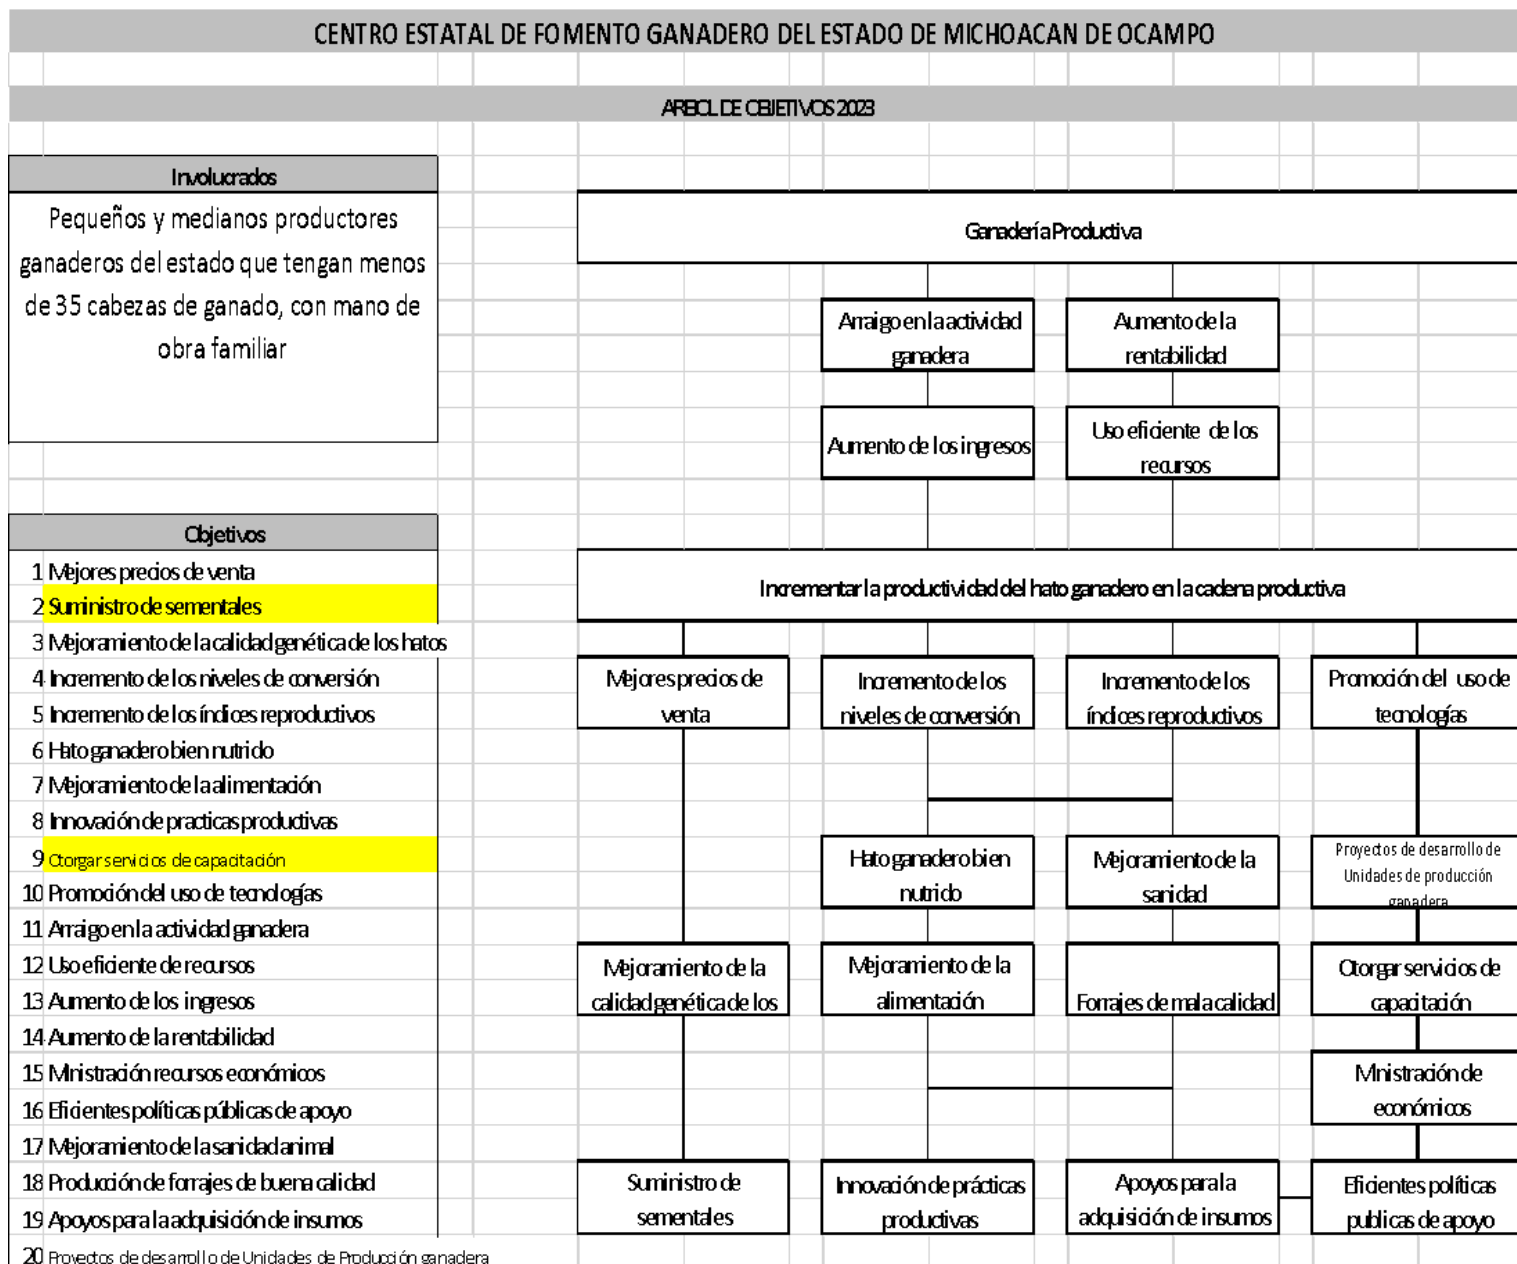 CENTRO ESTATAL DE FOMENTO GANADERO DEL ESTADO DE MICHOACAN DE OCAMPO
ARBOL DE OBJETIVOS 2023
Involucrados
Pequeños y medianos productores
ganaderos del estado que tengan menos
de 35 cabezas de ganado, con mano de
obra familiar
Objetivos
1 Mejores precios de venta
2 Suministro de sementales
3 Mejoramiento de la calidad genética de los hatos
4 Incremento de los niveles de conversión
5 Incremento de los índices reproductivos
6 Hato ganadero bien nutrido
7 Mejoramiento de la alimentación
8 Innovación de practicas productivas
9 Otorgar servicios de capacitación
10 Promoción del uso de tecnologías
11 Arraigo en la actividad ganadera
12 Uso eficiente de recursos
13 Aumento de los ingresos
14 Aumento de la rentabilidad
15 Ministración recursos económicos
16 Eficientes políticas públicas de apoyo
17 Mejoramiento de la sanidad animal
18 Producción de forrajes de buena calidad
19 Apoyos para la adquisición de insumos
20 Proyectos de desarrollo de Unidades de Producción ganadera
Ganadería Productiva
Arraigo en la actividad
ganadera
Aumento de la
rentabilidad
Aumento de los ingresos
Uso eficiente de los
recursos
Incrementar la productividad del hato ganadero en la cadena productiva
Mejores precios de
venta
Incremento de los
niveles de conversión
Incremento de los
índices reproductivos
Promoción del uso de
tecnologías
Hato ganadero bien
nutrido
Mejoramiento de la
sanidad
Proyectos de desarrollo de
Unidades de producción
ganadera
Mejoramiento de la
calidad genética de los
Mejoramiento de la
alimentación
Forrajes de mala calidad
Otorgar servicios de
capacitación
Ministración de
económicos
Suministro de
sementales
Innovación de prácticas
productivas
Apoyos para la
adquisición de insumos
Eficientes políticas
publicas de apoyo